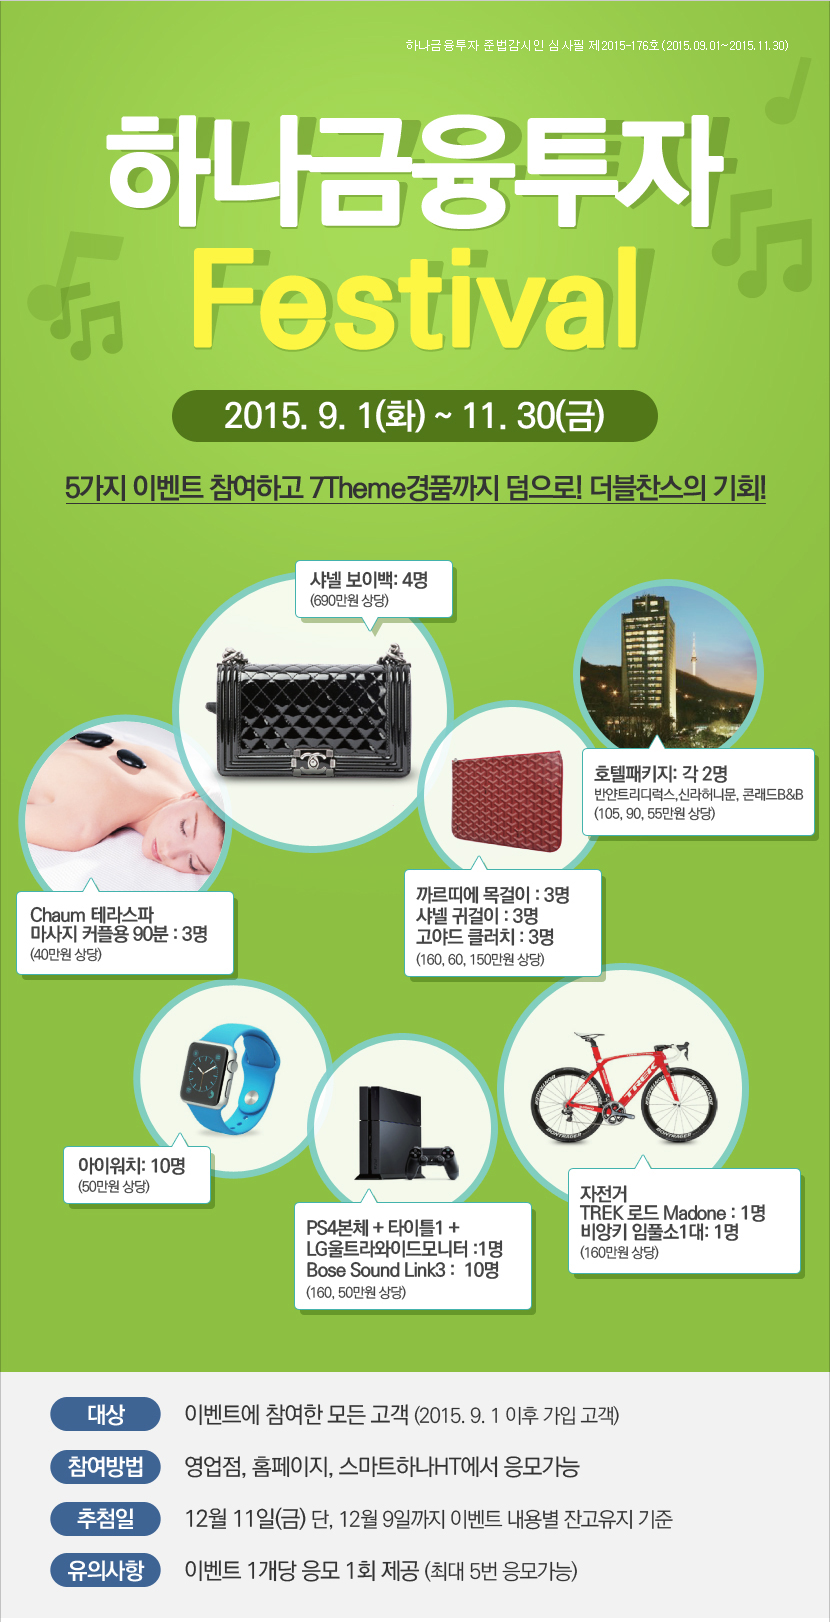 하나금융투자 준법감시인 심사필 제2015-176호(2015.09.01~2015.11.30)
하나금융투자
Festival
2015. 9. 1(화) ~ 11. 30(금)
5가지 이벤트 참여하고 7Theme경품까지 덤으로! 더블찬스의 기회!
샤넬 보이백: 4명
(690만원 상당)
호텔패키지: 각 2명
반얀트리디럭스,신라허니문, 콘래드B&B
(105, 90, 55만원 상당)
까르띠에 목걸이 : 3명
샤넬 귀걸이 : 3명
고야드 클러치 : 3명
(160, 60, 150만원 상당)
Chaum 테라스파
마사지 커플용 90분 : 3명
(40만원 상당)
아이워치: 10명
(50만원 상당)
PS4본체 + 타이틀1 +
LG울트라와이드모니터 :1명
Bose Sound Link3 : 10명
(160, 50만원 상당)
TREK
BONTRAGER
BONTRAGER
자전거
TREK 로드 Madone : 1명
비앙키 임풀소1대: 1명
(160만원 상당)
대상 이벤트에 참여한 모든 고객 (2015. 9. 1 이후 가입 고객)
참여방법 영업점, 홈페이지, 스마트하나HT에서 응모가능
추첨일 12월 11일(금) 단, 12월 9일까지 이벤트 내용별 잔고유지 기준
유의사항 이벤트 1개당 응모 1회 제공 (최대 5번 응모가능)